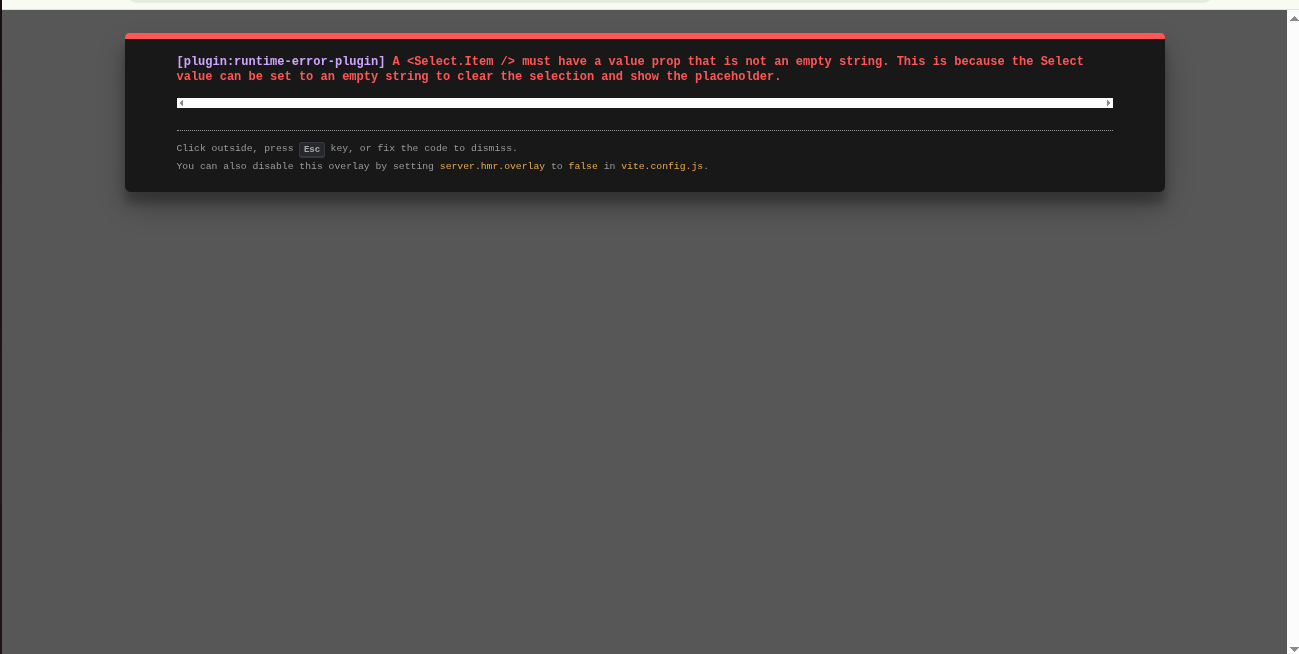 [plugin:runtime-error-plugin] A <Select.Item /> must have a value prop that is not an empty string. This is because the Select
value can be set to an empty string to clear the selection and show the placeholder.
Click outside, press Esc key, or fix the code to dismiss.
You can also disable this overlay by setting server.hmr.overlay to false in vite.config.js.